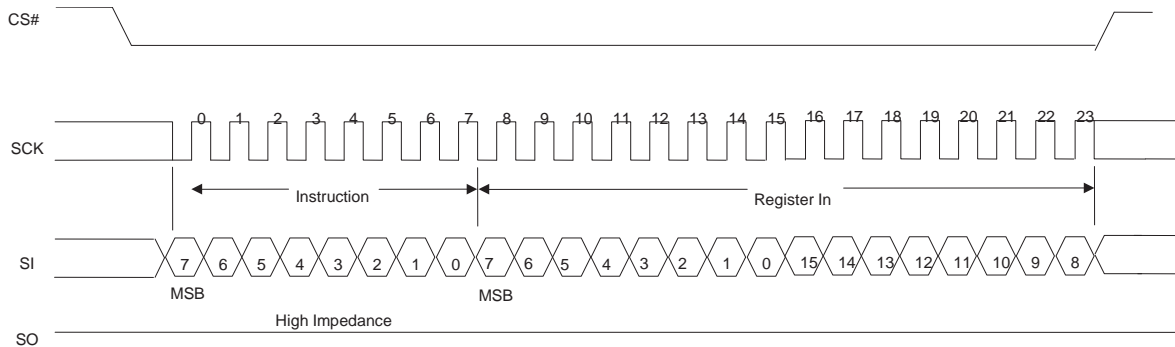 CS#
0 1 2 3 4 5 6 7 8 9 10 11 12 13 14 15 16 17 18 19 20 21 22 23
SCK
Instruction
Register In
SI
7 6 5 4 3 2 1 0 7 6 5 4 3 2 1 0 15 14 13 12 11 10 9 8
MSB
MSB
High Impedance
SO